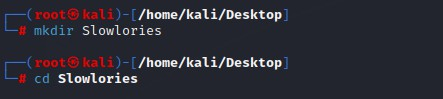 ┌──(root㉿kali)-[/home/kali/Desktop]
└─# mkdir Slowlories
┌──(root㉿kali)-[/home/kali/Desktop]
└─# cd Slowlories